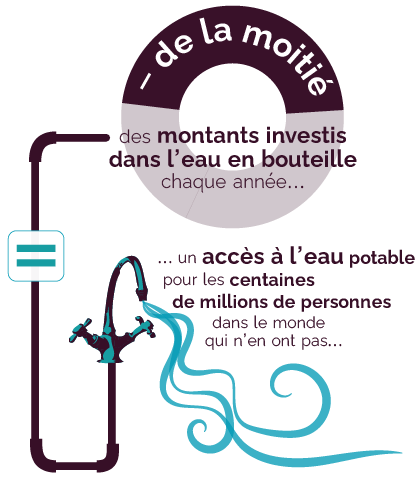 – de la moitié
des montants investis
dans l'eau en bouteille
chaque année...
=
... un accès à l'eau potable
pour les centaines
de millions de personnes
dans le monde
qui n'en ont pas...